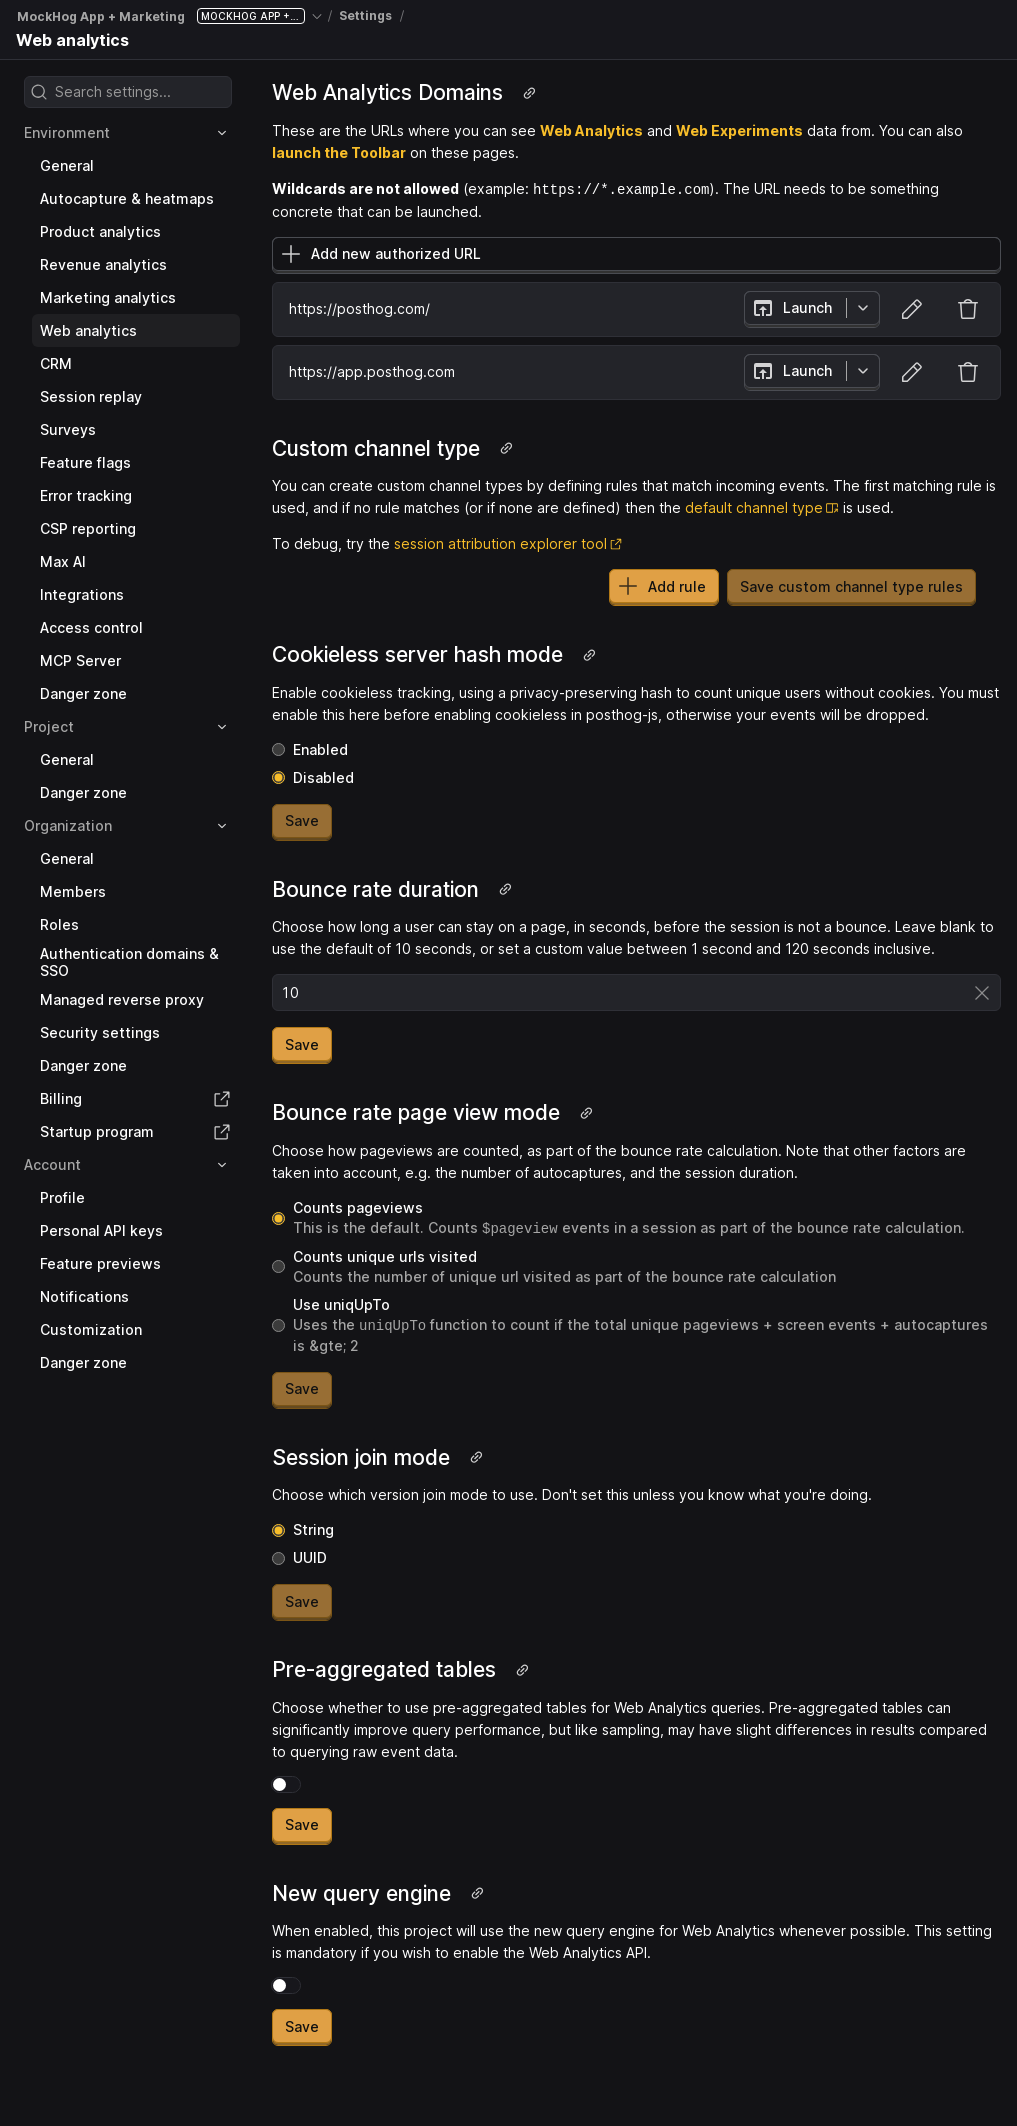 MockHog App + Marketing MOCKHOG APP +... / Settings /
Web analytics
Search settings...
Environment
General
Autocapture & heatmaps
Product analytics
Revenue analytics
Marketing analytics
Web analytics
CRM
Session replay
Surveys
Feature flags
Error tracking
CSP reporting
Max AI
Integrations
Access control
MCP Server
Danger zone
Project
General
Danger zone
Organization
General
Members
Roles
Authentication domains &
SSO
Managed reverse proxy
Security settings
Danger zone
Billing
Startup program
Account
Profile
Personal API keys
Feature previews
Notifications
Customization
Danger zone
Web Analytics Domains
These are the URLs where you can see Web Analytics and Web Experiments data from. You can also
launch the Toolbar on these pages.
Wildcards are not allowed (example: https://*.example.com). The URL needs to be something
concrete that can be launched.
Add new authorized URL
https://posthog.com/ Launch
https://app.posthog.com Launch
Custom channel type
You can create custom channel types by defining rules that match incoming events. The first matching rule is
used, and if no rule matches (or if none are defined) then the default channel type is used.
To debug, try the session attribution explorer tool
Add rule Save custom channel type rules
Cookieless server hash mode
Enable cookieless tracking, using a privacy-preserving hash to count unique users without cookies. You must
enable this here before enabling cookieless in posthog-js, otherwise your events will be dropped.
Enabled
Disabled
Save
Bounce rate duration
Choose how long a user can stay on a page, in seconds, before the session is not a bounce. Leave blank to
use the default of 10 seconds, or set a custom value between 1 second and 120 seconds inclusive.
10
Save
Bounce rate page view mode
Choose how pageviews are counted, as part of the bounce rate calculation. Note that other factors are
taken into account, e.g. the number of autocaptures, and the session duration.
Counts pageviews
This is the default. Counts $pageview events in a session as part of the bounce rate calculation.
Counts unique urls visited
Counts the number of unique url visited as part of the bounce rate calculation
Use uniqUpTo
Uses the uniqUpTo function to count if the total unique pageviews + screen events + autocaptures
is &gte; 2
Save
Session join mode
Choose which version join mode to use. Don't set this unless you know what you're doing.
String
UUID
Save
Pre-aggregated tables
Choose whether to use pre-aggregated tables for Web Analytics queries. Pre-aggregated tables can
significantly improve query performance, but like sampling, may have slight differences in results compared
to querying raw event data.
Save
New query engine
When enabled, this project will use the new query engine for Web Analytics whenever possible. This setting
is mandatory if you wish to enable the Web Analytics API.
Save